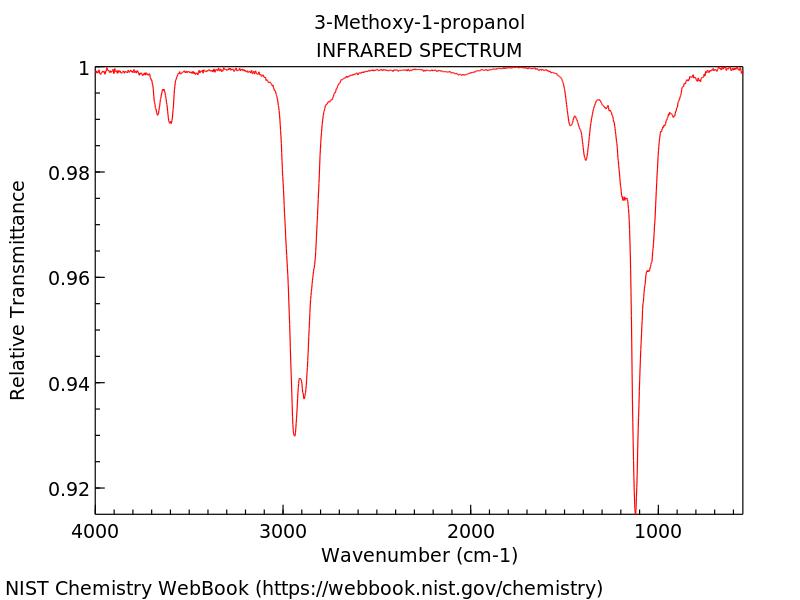 3-Methoxy-1-propanol
INFRARED SPECTRUM
1
0.98
0.96
0.94
0.92
Relative Transmittance
4000 3000 2000 1000
Wavenumber (cm-1)
NIST Chemistry WebBook (https://webbook.nist.gov/chemistry)